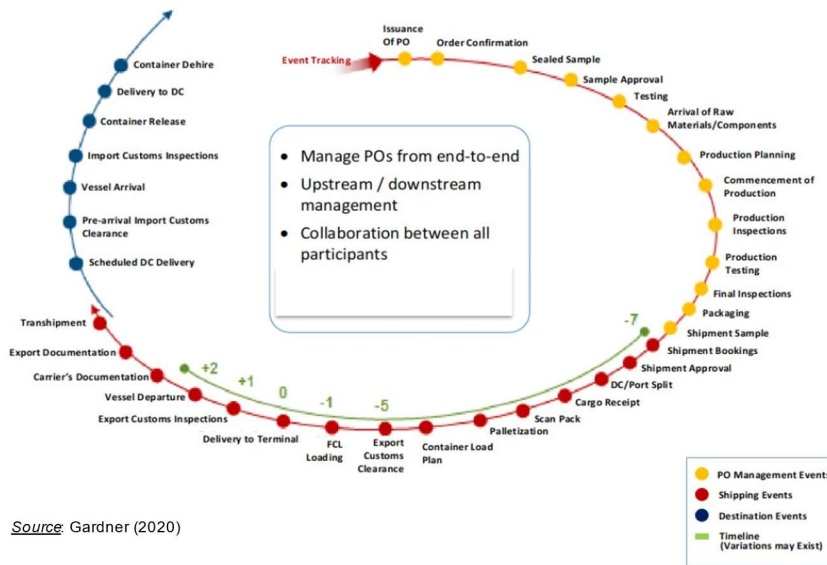 Event Tracking
Issuance
Of PO
Order Confirmation
Sealed Sample
Sample Approval
Testing
Arrival of Raw
Materials/Components
Production Planning
Commencement of
Production
Production
Inspections
Production
Testing
Final Inspections
Packaging
Shipment Sample
Shipment Bookings
Shipment Approval
DC/Port Split
Cargo Receipt
Scan Pack
Palletization
Container Load
Plan
Export
Customs
Clearance
FCL
Loading
Delivery to Terminal
Export Customs Inspections
Vessel Departure
Carrier's Documentation
Export Documentation
Transhipment
Scheduled DC Delivery
Pre-arrival Import Customs
Clearance
Vessel Arrival
Import Customs Inspections
Container Release
Delivery to DC
Container Dehire
• Manage POs from end-to-end
• Upstream / downstream
management
• Collaboration between all
participants
-7
-5
-1
0
+1
+2
PO Management Events
Shipping Events
Destination Events
Timeline
(Variations may Exist)
Source: Gardner (2020)